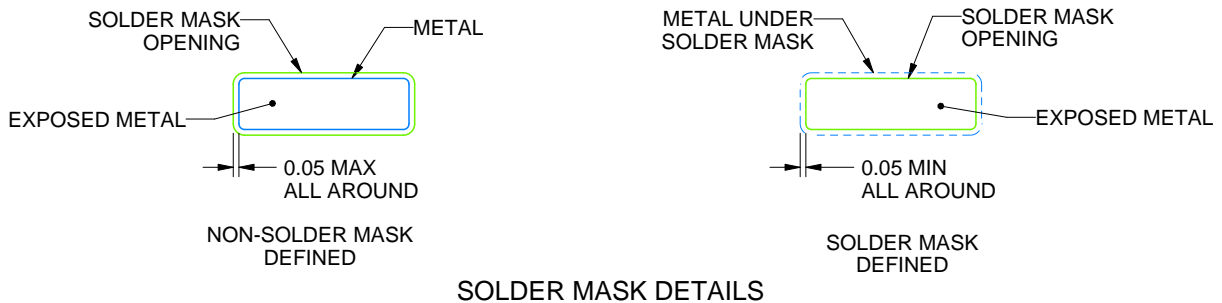 SOLDER MASK
OPENING
METAL
EXPOSED METAL
0.05 MAX
ALL AROUND
NON-SOLDER MASK
DEFINED
METAL UNDER
SOLDER MASK
SOLDER MASK
OPENING
EXPOSED METAL
0.05 MIN
ALL AROUND
SOLDER MASK
DEFINED
SOLDER MASK DETAILS